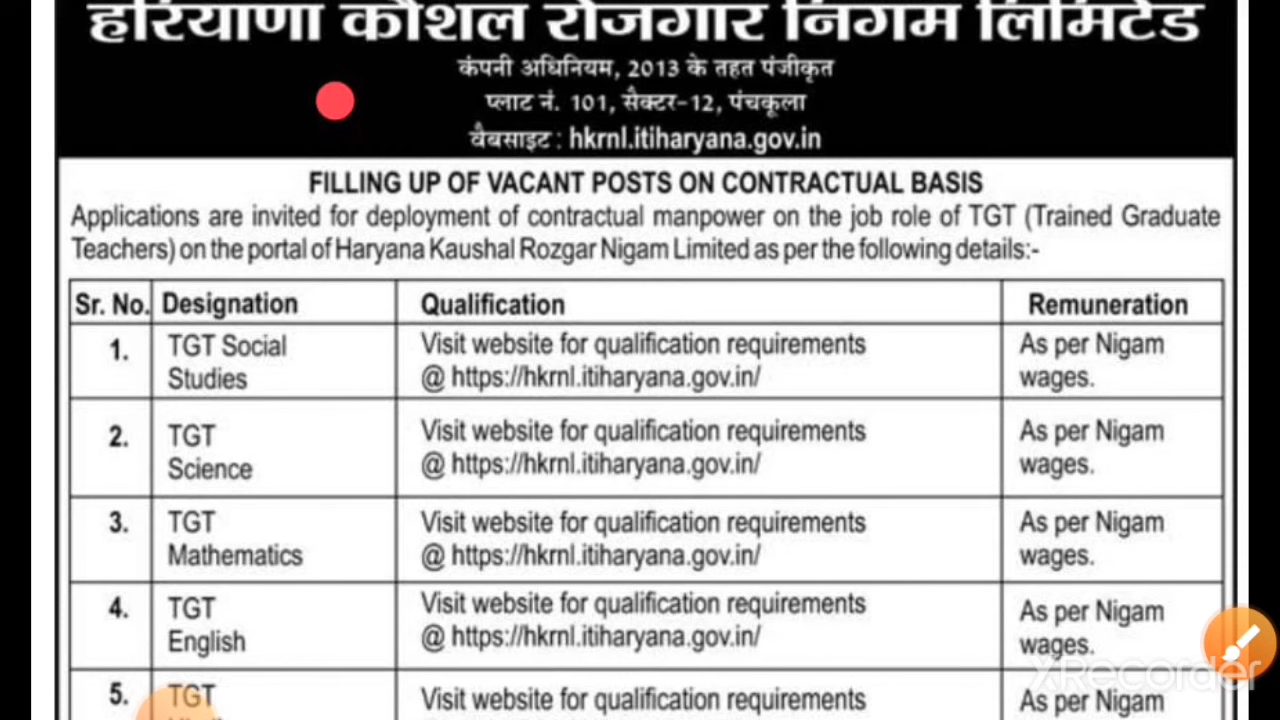 हरियाणा कौशल रोजगार निगम लिमिटेड
कंपनी अधिनियम, 2013 के तहत पंजीकृत
प्लाट नं. 101, सैक्टर-12, पंचकूला
वैबसाइट : hkrnl.itiharyana.gov.in
FILLING UP OF VACANT POSTS ON CONTRACTUAL BASIS
Applications are invited for deployment of contractual manpower on the job role of TGT (Trained Graduate
Teachers) on the portal of Haryana Kaushal Rozgar Nigam Limited as per the following details:-
Sr. No. Designation Qualification Remuneration
1. TGT Social Visit website for qualification requirements As per Nigam
Studies @ https://hkrnl.itiharyana.gov.in/ wages.
2. TGT Visit website for qualification requirements As per Nigam
Science @ https://hkrnl.itiharyana.gov.in/ wages.
3. TGT Visit website for qualification requirements As per Nigam
Mathematics @ https://hkrnl.itiharyana.gov.in/ wages.
4. TGT Visit website for qualification requirements As per Nigam
English @ https://hkrnl.itiharyana.gov.in/ wages.
XRecorder
5. TGT Visit website for qualification requirements As per Nigam